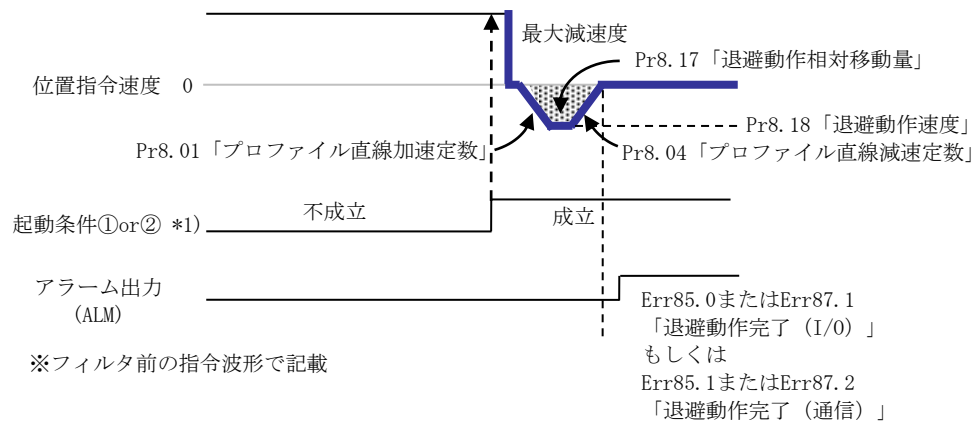 最大減速度
Pr8.17「退避動作相対移動量」
位置指令速度 0
Pr8.18「退避動作速度」
Pr8.01「プロファイル直線加速定数」
Pr8.04「プロファイル直線減速定数」
不成立
成立
起動条件①or② *1)
アラーム出力
(ALM)
Err85.0またはErr87.1
「退避動作完了（I/O）」
もしくは
Err85.1またはErr87.2
「退避動作完了（通信）」
※フィルタ前の指令波形で記載